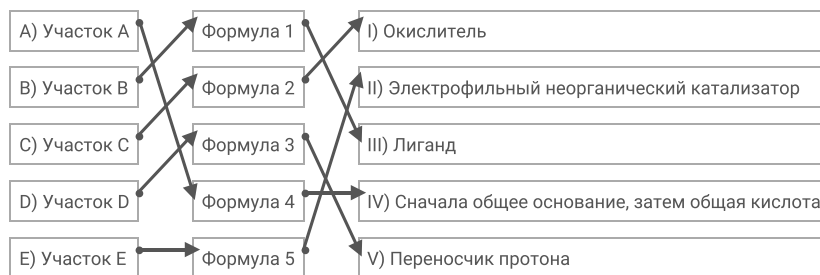 A) Участок A Формула 1 I) Окислитель
B) Участок B Формула 2 II) Электрофильный неорганический катализатор
C) Участок C Формула 3 III) Лиганд
D) Участок D Формула 4 IV) Сначала общее основание, затем общая кислота
E) Участок E Формула 5 V) Переносчик протона